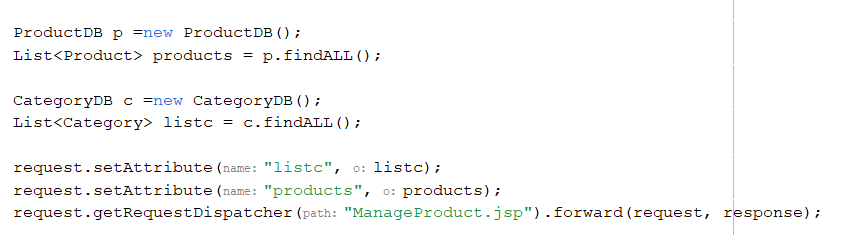 ProductDB p =new ProductDB();
List<Product> products = p.findALL();
CategoryDB c =new CategoryDB();
List<Category> listc = c.findALL();
request.setAttribute(name: "listc", o: listc);
request.setAttribute(name: "products", o: products);
request.getRequestDispatcher(path: "ManageProduct.jsp").forward(request, response);